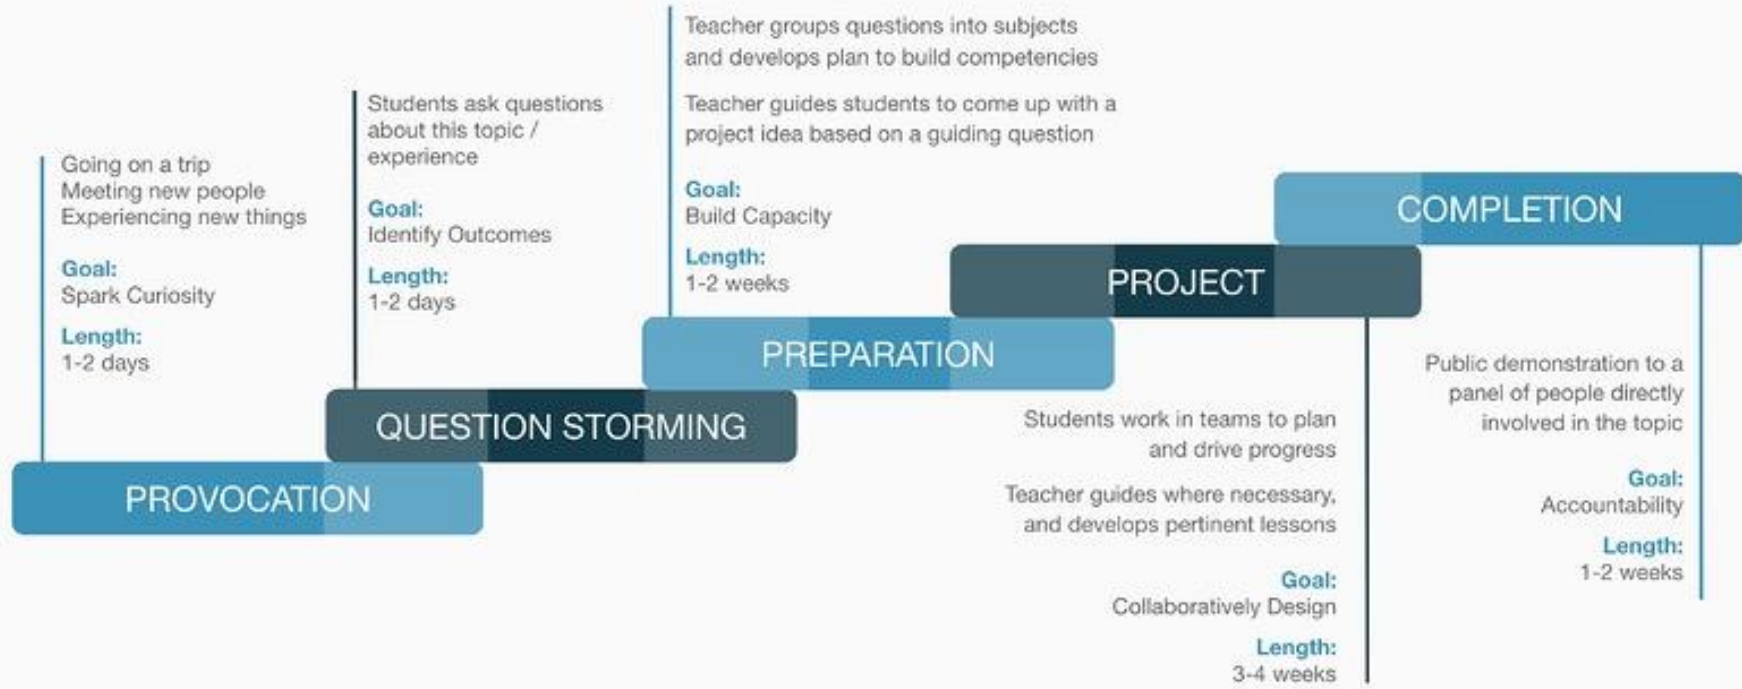 Going on a trip
Meeting new people
Experiencing new things
Goal:
Spark Curiosity
Length:
1-2 days
PROVOCATION
Students ask questions
about this topic /
experience
Goal:
Identify Outcomes
Length:
1-2 days
QUESTION STORMING
Teacher groups questions into subjects
and develops plan to build competencies
Teacher guides students to come up with a
project idea based on a guiding question
Goal:
Build Capacity
Length:
1-2 weeks
PREPARATION
PROJECT
Students work in teams to plan
and drive progress
Teacher guides where necessary,
and develops pertinent lessons
Goal:
Collaboratively Design
Length:
3-4 weeks
COMPLETION
Public demonstration to a
panel of people directly
involved in the topic
Goal:
Accountability
Length:
1-2 weeks